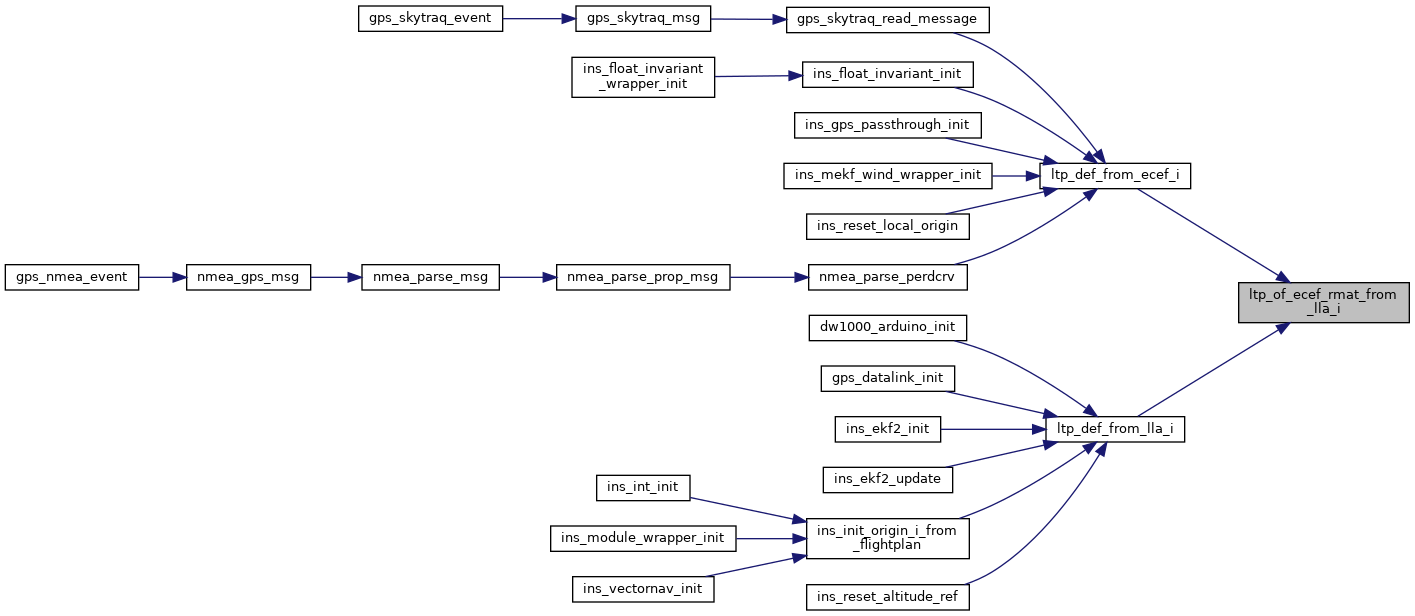 gps_skytraq_event
gps_skytraq_msg
gps_skytraq_read_message
ins_float_invariant
_wrapper_init
ins_float_invariant_init
ins_gps_passthrough_init
ins_mekf_wind_wrapper_init
ltp_def_from_ecef_i
ins_reset_local_origin
gps_nmea_event
nmea_gps_msg
nmea_parse_msg
nmea_parse_prop_msg
nmea_parse_perdcrv
ltp_of_ecef_rmat_from
_lla_i
dw1000_arduino_init
gps_datalink_init
ins_ekf2_init
ltp_def_from_lla_i
ins_ekf2_update
ins_int_init
ins_init_origin_i_from
_flightplan
ins_module_wrapper_init
ins_vectornav_init
ins_reset_altitude_ref